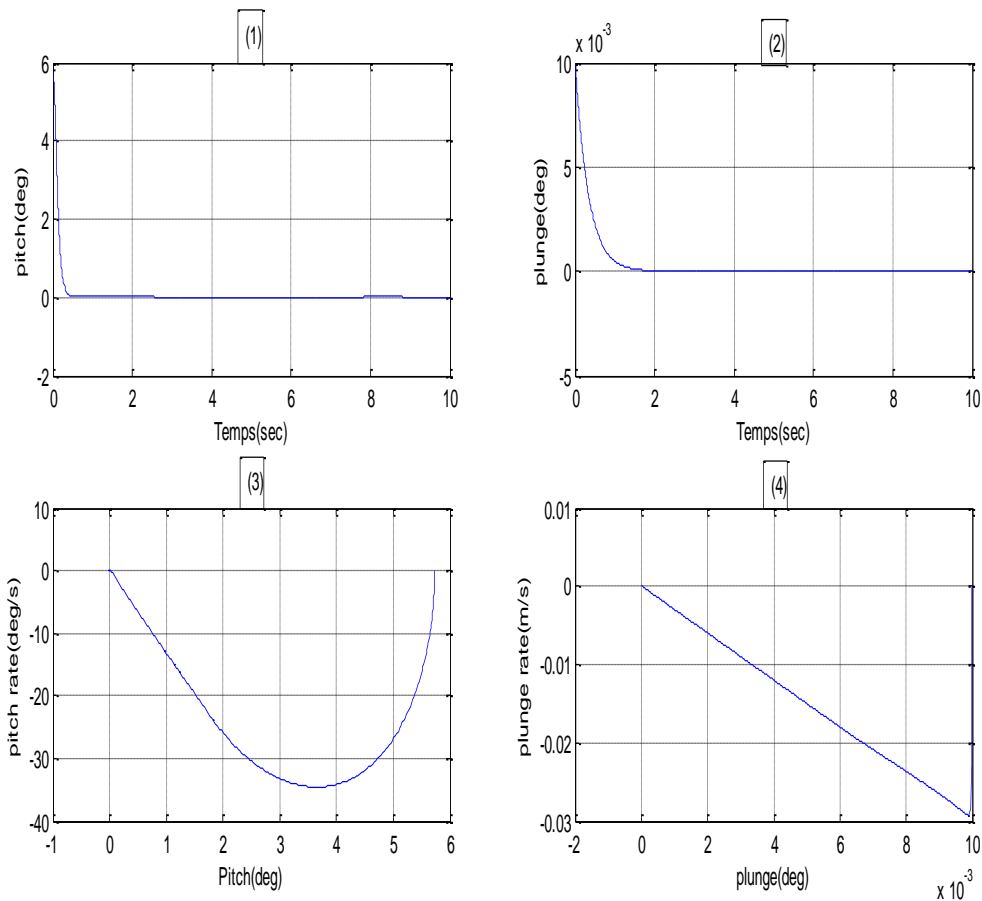 (1)
6
4
2
0
-2
pitch(deg)
0 2 4 6 8 10
Temps(sec)
(2)
x 10^-3
10
5
0
-5
plunge(deg)
0 2 4 6 8 10
Temps(sec)
(3)
10
0
-10
-20
-30
-40
pitch rate(deg/s)
-1 0 1 2 3 4 5 6
Pitch(deg)
(4)
0.01
0
-0.01
-0.02
-0.03
plunge rate(m/s)
-2 0 2 4 6 8 10
plunge(deg)
x 10^-3